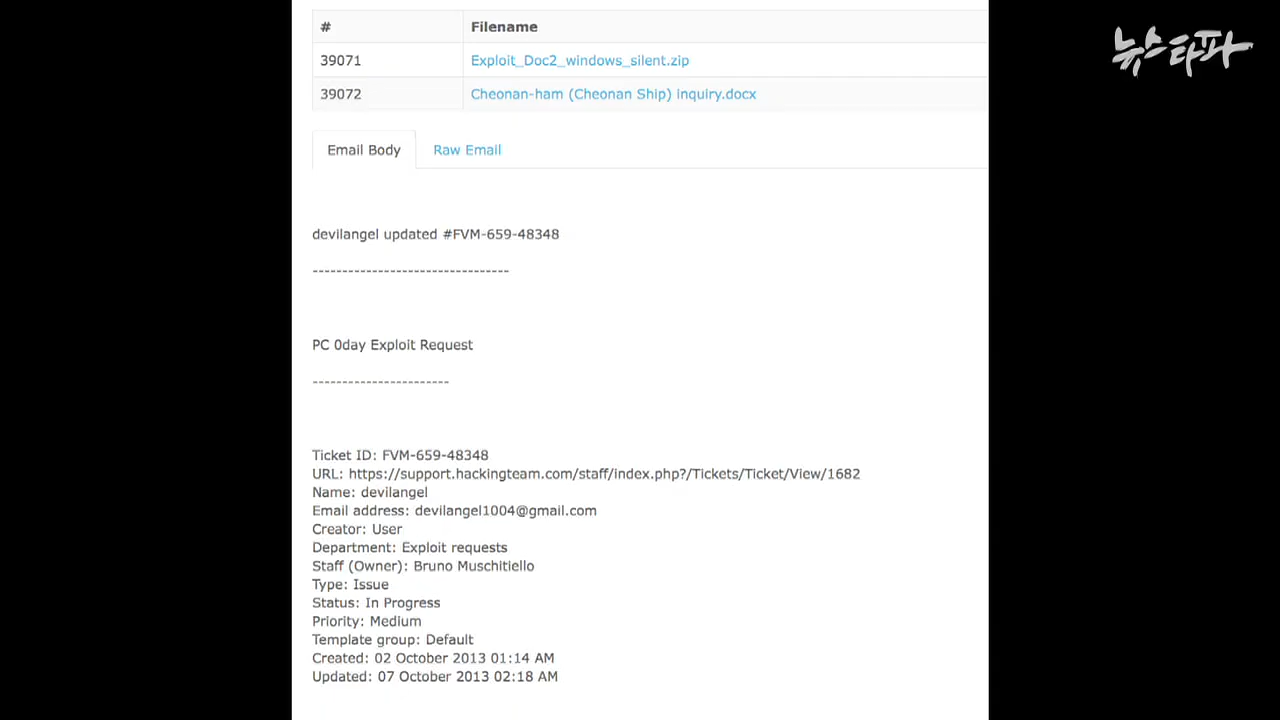 # Filename
39071 Exploit_Doc2_windows_silent.zip
39072 Cheonan-ham (Cheonan Ship) inquiry.docx
뉴스타파
Email Body Raw Email
devilangel updated #FVM-659-48348
---------------------------------
PC 0day Exploit Request
-----------------------
Ticket ID: FVM-659-48348
URL: https://support.hackingteam.com/staff/index.php?/Tickets/Ticket/View/1682
Name: devilangel
Email address: devilangel1004@gmail.com
Creator: User
Department: Exploit requests
Staff (Owner): Bruno Muschitiello
Type: Issue
Status: In Progress
Priority: Medium
Template group: Default
Created: 02 October 2013 01:14 AM
Updated: 07 October 2013 02:18 AM